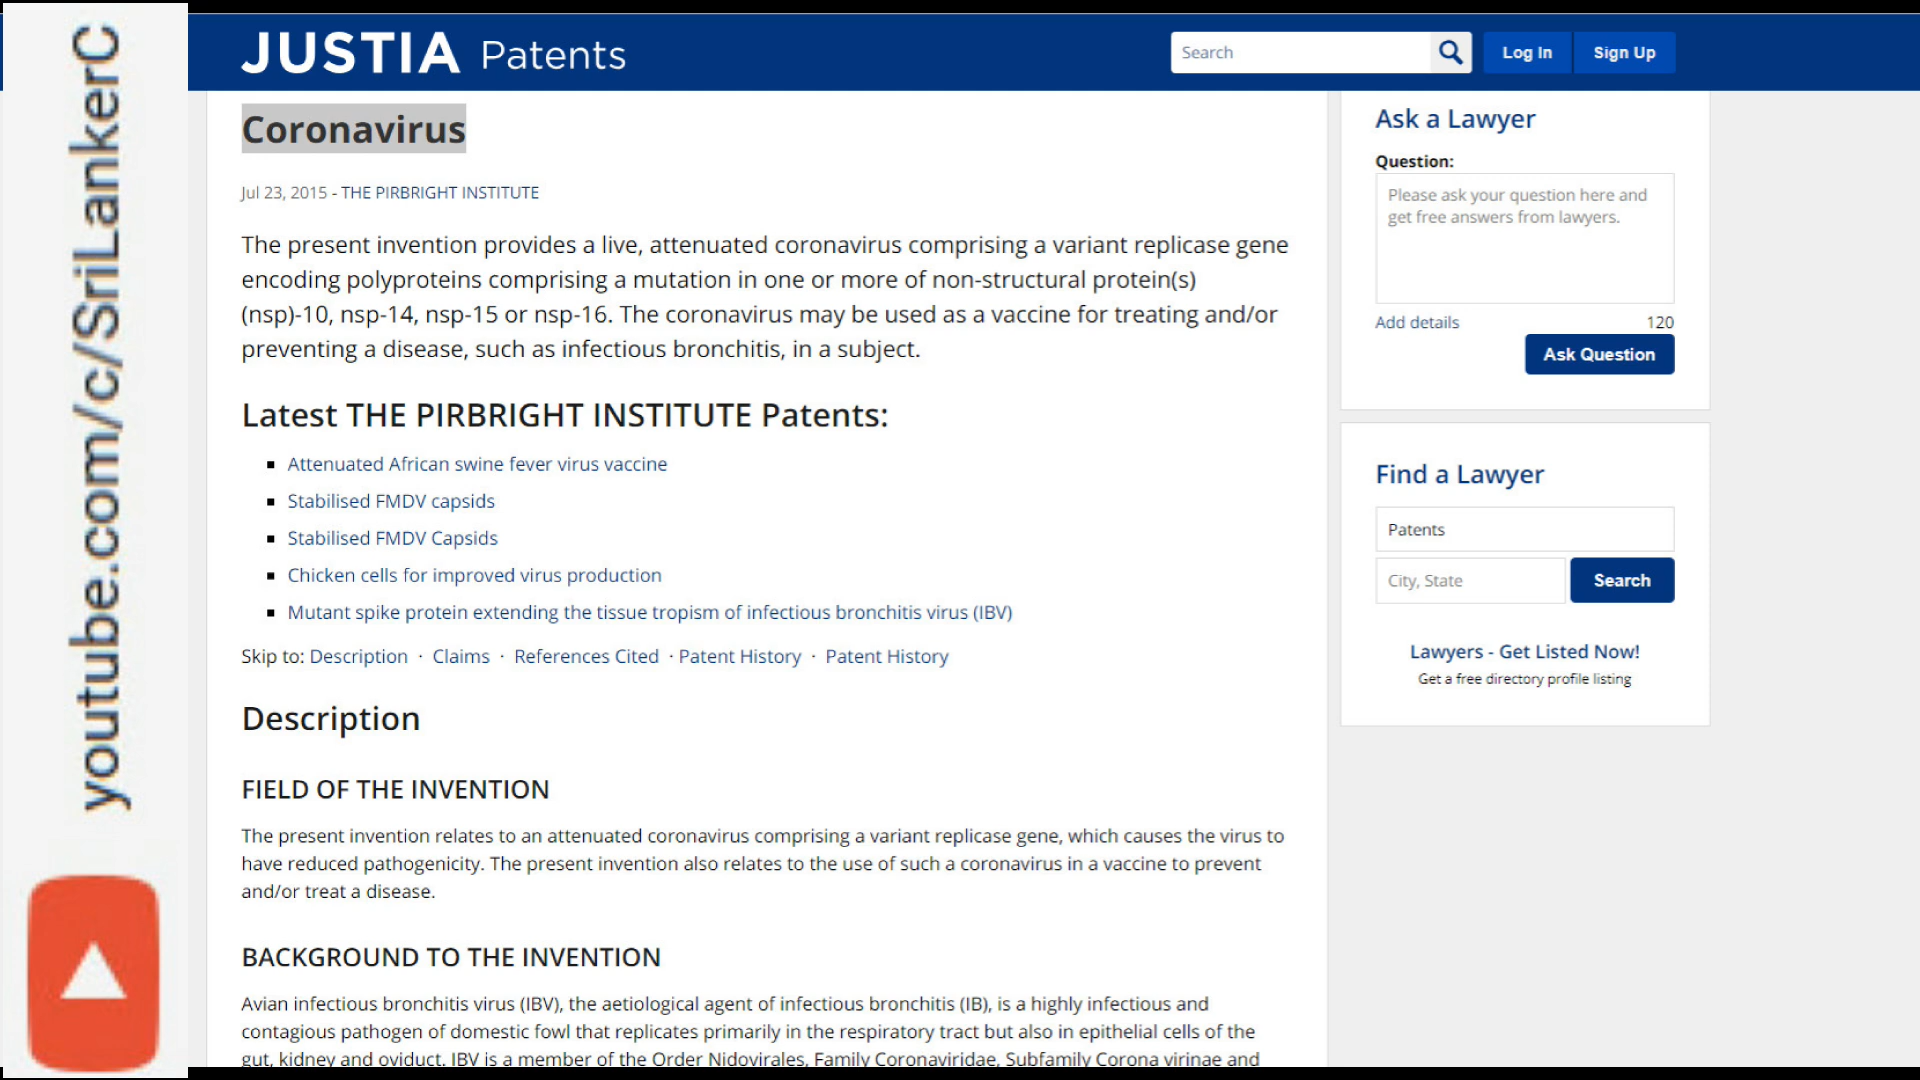 youtube.com/c/SriLankerC
JUSTIA Patents
Search
Log In
Sign Up
Coronavirus
Jul 23, 2015 - THE PIRBRIGHT INSTITUTE
The present invention provides a live, attenuated coronavirus comprising a variant replicase gene
encoding polyproteins comprising a mutation in one or more of non-structural protein(s)
(nsp)-10, nsp-14, nsp-15 or nsp-16. The coronavirus may be used as a vaccine for treating and/or
preventing a disease, such as infectious bronchitis, in a subject.
Latest THE PIRBRIGHT INSTITUTE Patents:
Attenuated African swine fever virus vaccine
Stabilised FMDV capsids
Stabilised FMDV Capsids
Chicken cells for improved virus production
Mutant spike protein extending the tissue tropism of infectious bronchitis virus (IBV)
Skip to: Description · Claims · References Cited · Patent History · Patent History
Description
FIELD OF THE INVENTION
The present invention relates to an attenuated coronavirus comprising a variant replicase gene, which causes the virus to
have reduced pathogenicity. The present invention also relates to the use of such a coronavirus in a vaccine to prevent
and/or treat a disease.
BACKGROUND TO THE INVENTION
Avian infectious bronchitis virus (IBV), the aetiological agent of infectious bronchitis (IB), is a highly infectious and
contagious pathogen of domestic fowl that replicates primarily in the respiratory tract but also in epithelial cells of the
gut, kidney and oviduct. IBV is a member of the Order Nidovirales, Family Coronaviridae, Subfamily Corona virinae and
Ask a Lawyer
Question:
Please ask your question here and
get free answers from lawyers.
Add details
120
Ask Question
Find a Lawyer
Patents
City, State
Search
Lawyers - Get Listed Now!
Get a free directory profile listing